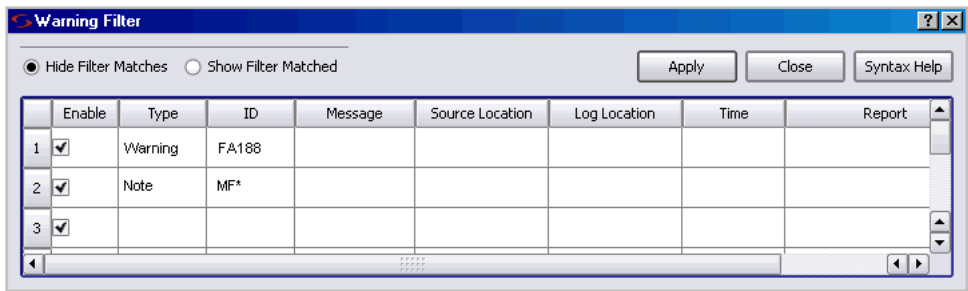 Warning Filter
Hide Filter Matches Show Filter Matched Apply Close Syntax Help
Enable Type ID Message Source Location Log Location Time Report
1 Warning FA188
2 Note MF*
3